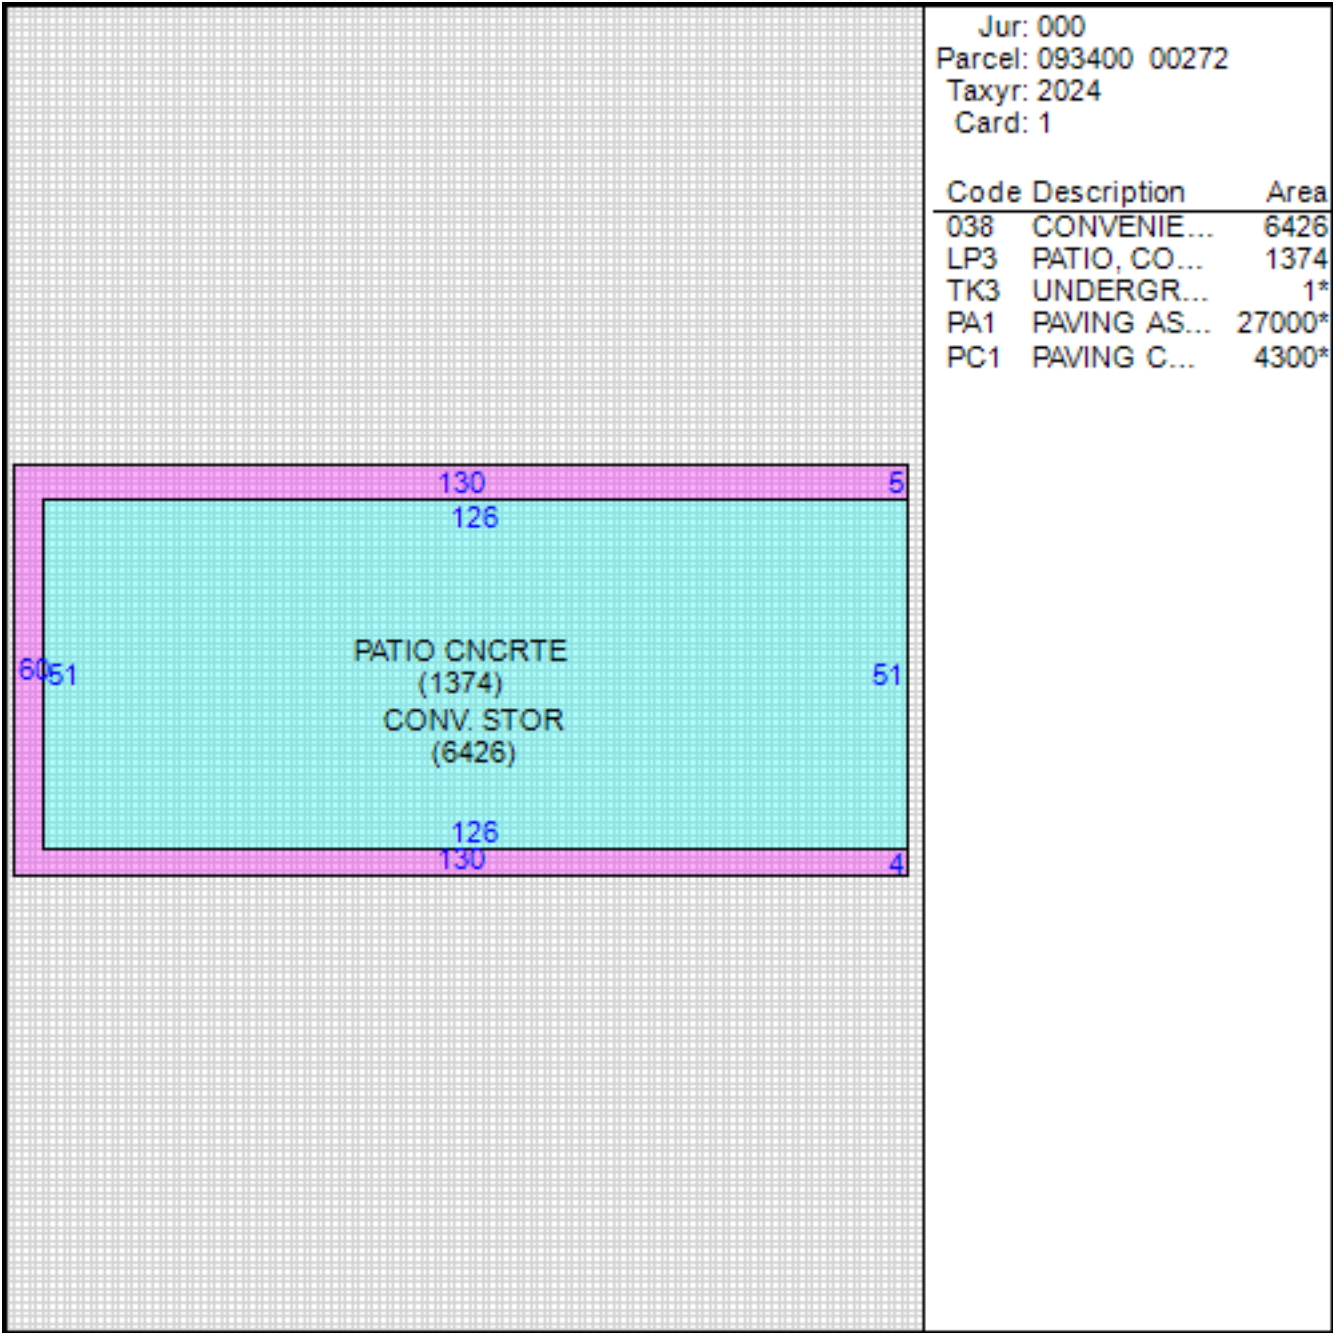 Jur: 000
Parcel: 093400 00272
Taxyr: 2024
Card: 1
Code Description Area
038 CONVENIE... 6426
LP3 PATIO, CO... 1374
TK3 UNDERGR... 1*
PA1 PAVING AS... 27000*
PC1 PAVING C... 4300*
130 5
126
PATIO CNCRTE
60 51 51
(1374)
CONV. STOR
(6426)
126
130 4